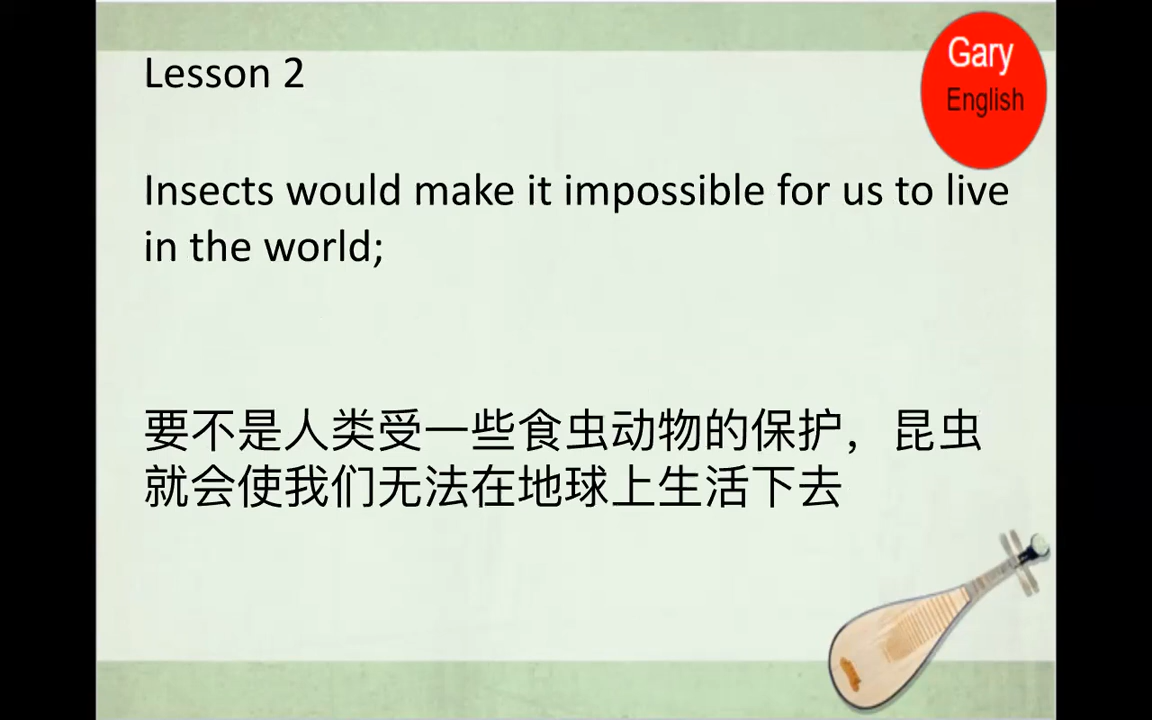 Lesson 2
Gary
English
Insects would make it impossible for us to live
in the world;
要不是人类受一些食虫动物的保护，昆虫
就会使我们无法在地球上生活下去